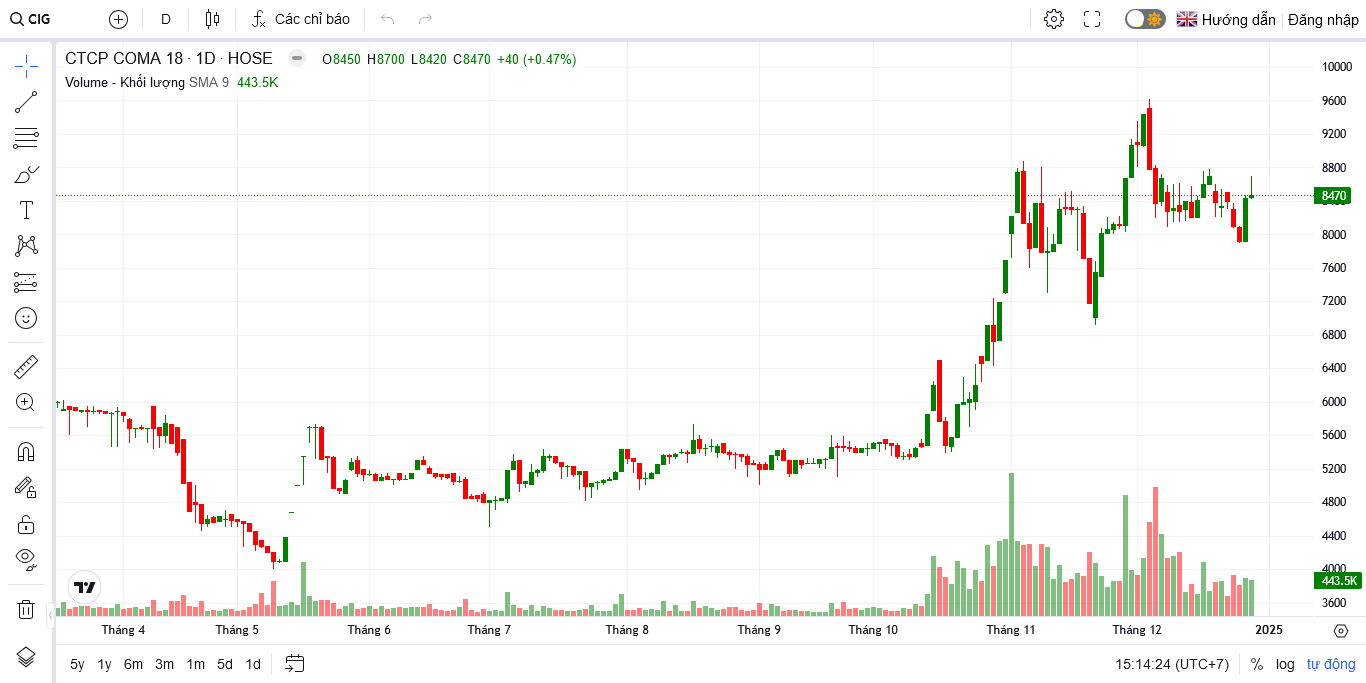 CIG D Các chỉ báo Hướng dẫn Đăng nhập
CTCP COMA 18 · 1D · HOSE O8450 H8700 L8420 C8470 +40 (+0.47%)
Volume - Khối lượng SMA 9 443.5K
10000
9600
9200
8800
8470
8000
7600
7200
6800
6400
6000
5600
5200
4800
4400
4000
443.5K
3600
Tháng 4 Tháng 5 Tháng 6 Tháng 7 Tháng 8 Tháng 9 Tháng 10 Tháng 11 Tháng 12 2025
5y 1y 6m 3m 1m 5d 1d 15:14:24 (UTC+7) % log tự động